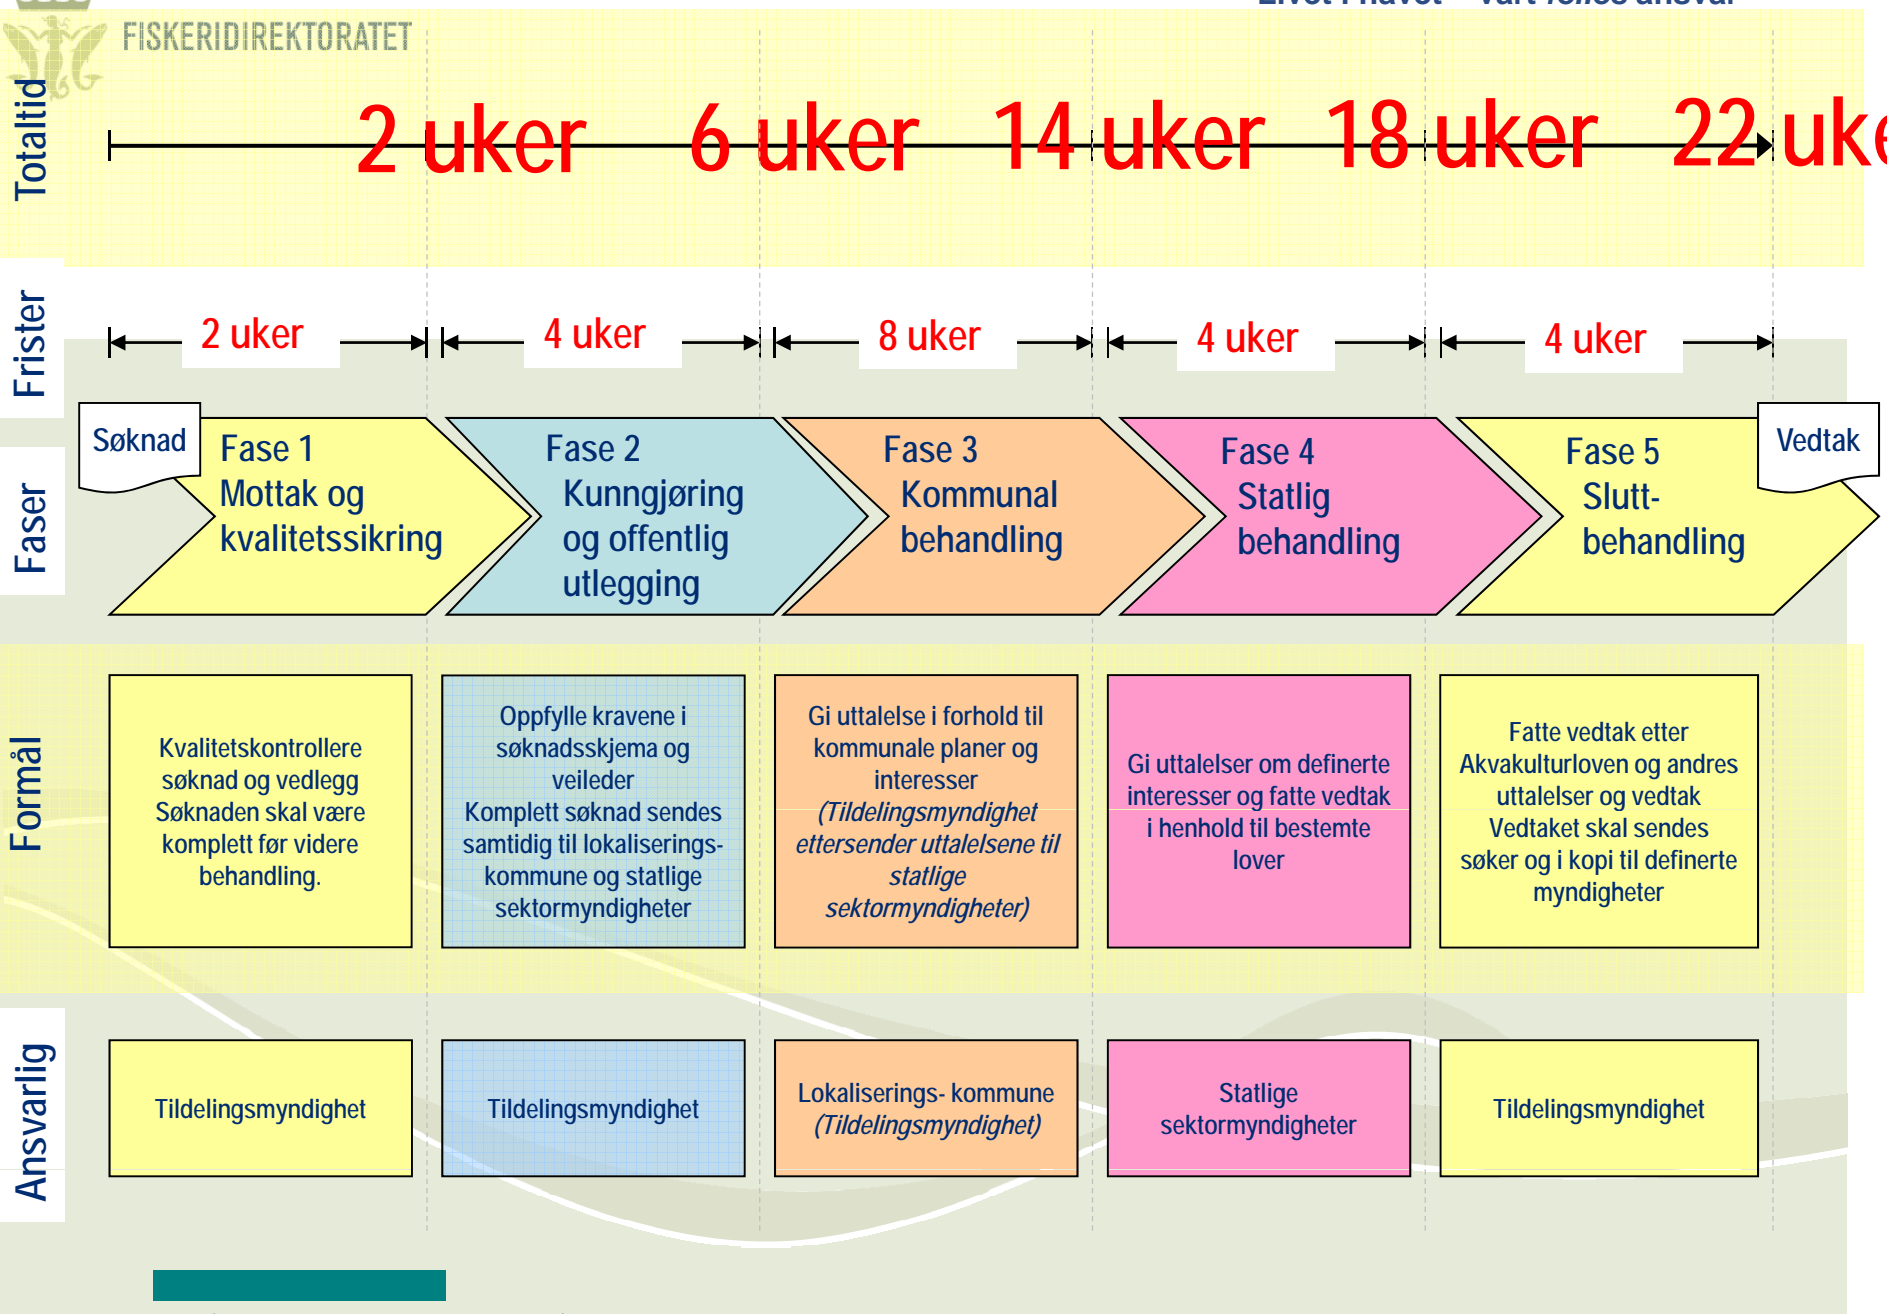 Livet i havet – vårt felles ansvar
FISKERIDIREKTORATET
Totaltid
2 uker
6 uker
14 uker
18 uker
22 uke
Frister
2 uker
4 uker
8 uker
4 uker
4 uker
Faser
Søknad
Fase 1
Mottak og
kvalitetssikring
Fase 2
Kunngjøring
og offentlig
utlegging
Fase 3
Kommunal
behandling
Fase 4
Statlig
behandling
Fase 5
Slutt-
behandling
Vedtak
Formål
Kvalitetskontrollere
søknad og vedlegg
Søknaden skal være
komplett før videre
behandling.
Oppfylle kravene i
søknadsskjema og
veileder
Komplett søknad sendes
samtidig til lokaliserings-
kommune og statlige
sektormyndigheter
Gi uttalelse i forhold til
kommunale planer og
interesser
(Tildelingsmyndighet
ettersender uttalelsene til
statlige
sektormyndigheter)
Gi uttalelser om definerte
interesser og fatte vedtak
i henhold til bestemte
lover
Fatte vedtak etter
Akvakulturloven og andres
uttalelser og vedtak
Vedtaket skal sendes
søker og i kopi til definerte
myndigheter
Ansvarlig
Tildelingsmyndighet
Tildelingsmyndighet
Lokaliserings- kommune
(Tildelingsmyndighet)
Statlige
sektormyndigheter
Tildelingsmyndighet